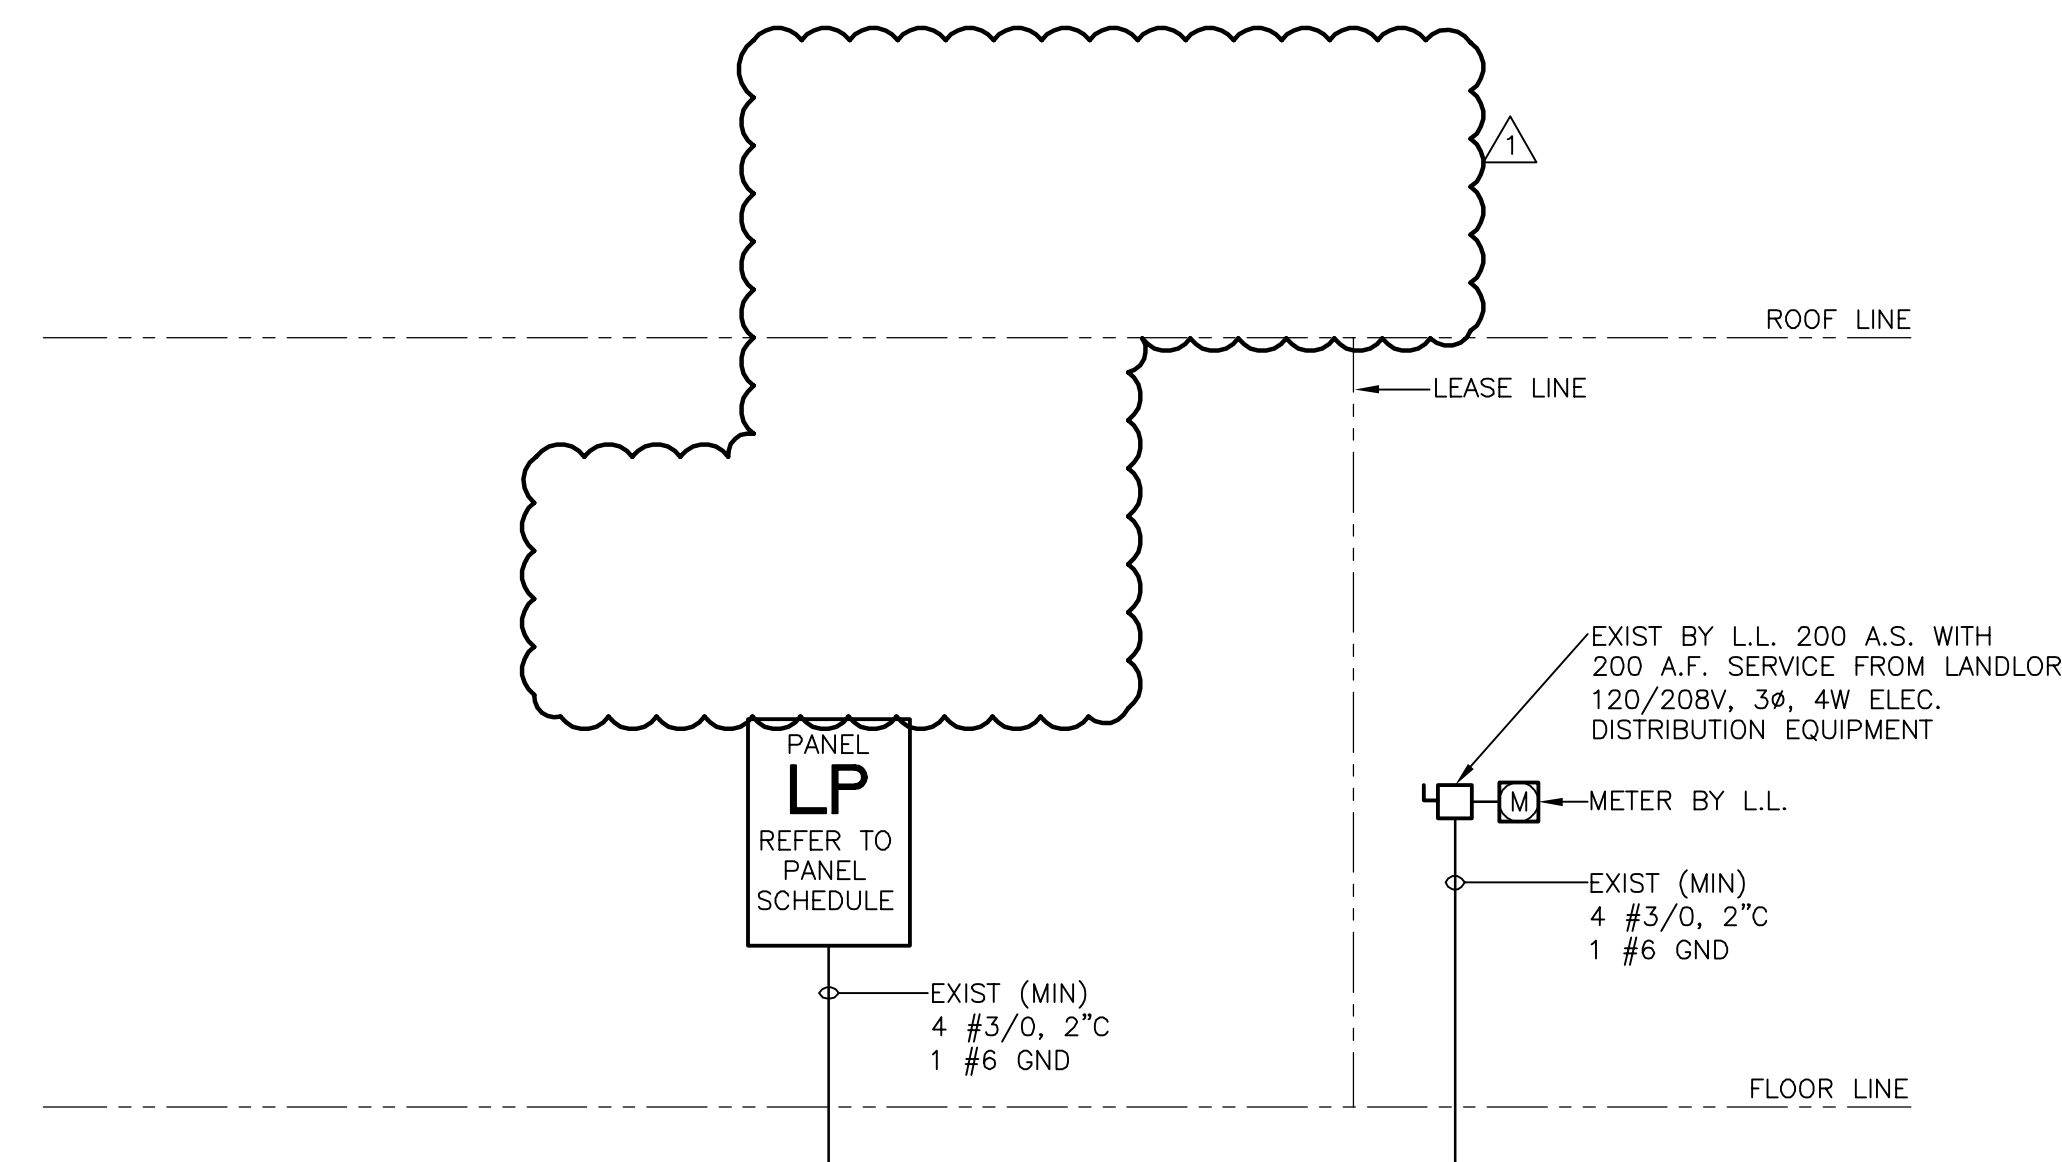 1
ROOF LINE
LEASE LINE
EXIST BY L.L. 200 A.S. WITH
200 A.F. SERVICE FROM LANDLOR
120/208V, 3ø, 4W ELEC.
DISTRIBUTION EQUIPMENT
PANEL
LP
REFER TO
PANEL
SCHEDULE
M
METER BY L.L.
EXIST (MIN)
4 #3/0, 2"C
1 #6 GND
EXIST (MIN)
4 #3/0, 2"C
1 #6 GND
FLOOR LINE